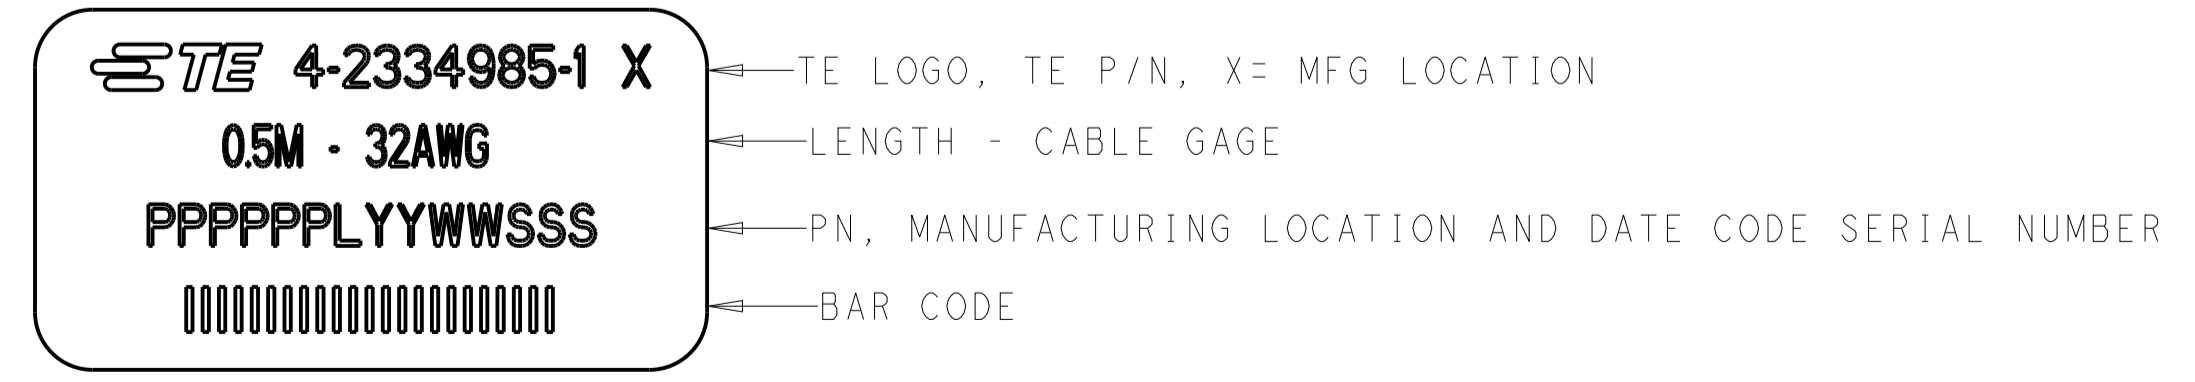 TE 4-2334985-1 X TE LOGO, TE P/N, X= MFG LOCATION
0.5M - 32AWG LENGTH - CABLE GAGE
PPPPPPLYYWWSSS PN, MANUFACTURING LOCATION AND DATE CODE SERIAL NUMBER
BAR CODE